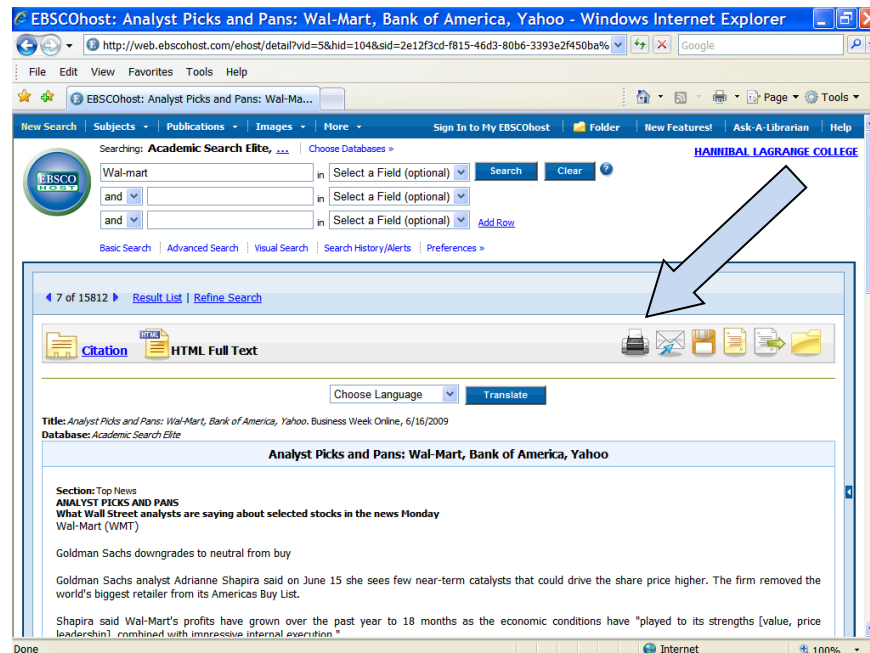 EBSCOhost: Analyst Picks and Pans: Wal-Mart, Bank of America, Yahoo - Windows Internet Explorer
http://web.ebscohost.com/ehost/detail?vid=5&hid=104&sid=2e12f3cd-f815-46d3-80b6-3393e2f450ba% Google
File Edit View Favorites Tools Help
EBSCOhost: Analyst Picks and Pans: Wal-Ma... Page Tools
New Search Subjects Publications Images More Sign In to My EBSCOhost Folder New Features! Ask-A-Librarian Help
Searching: Academic Search Elite, ... Choose Databases » HANNIBAL LAGRANGE COLLEGE
EBSCO HOST
Wal-mart in Select a Field (optional) Search Clear ?
and in Select a Field (optional)
and in Select a Field (optional) Add Row
Basic Search Advanced Search Visual Search Search History/Alerts Preferences »
7 of 15812 Result List | Refine Search
Citation HTML HTML Full Text
Choose Language Translate
Title: Analyst Picks and Pans: Wal-Mart, Bank of America, Yahoo. Business Week Online, 6/16/2009
Database: Academic Search Elite
Analyst Picks and Pans: Wal-Mart, Bank of America, Yahoo
Section: Top News
ANALYST PICKS AND PANS
What Wall Street analysts are saying about selected stocks in the news Monday
Wal-Mart (WMT)
Goldman Sachs downgrades to neutral from buy
Goldman Sachs analyst Adrianne Shapira said on June 15 she sees few near-term catalysts that could drive the share price higher. The firm removed the
world's biggest retailer from its Americas Buy List.
Shapira said Wal-Mart's profits have grown over the past year to 18 months as the economic conditions have "played to its strengths [value, price
leadership], combined with impressive internal execution."
Done Internet 100%